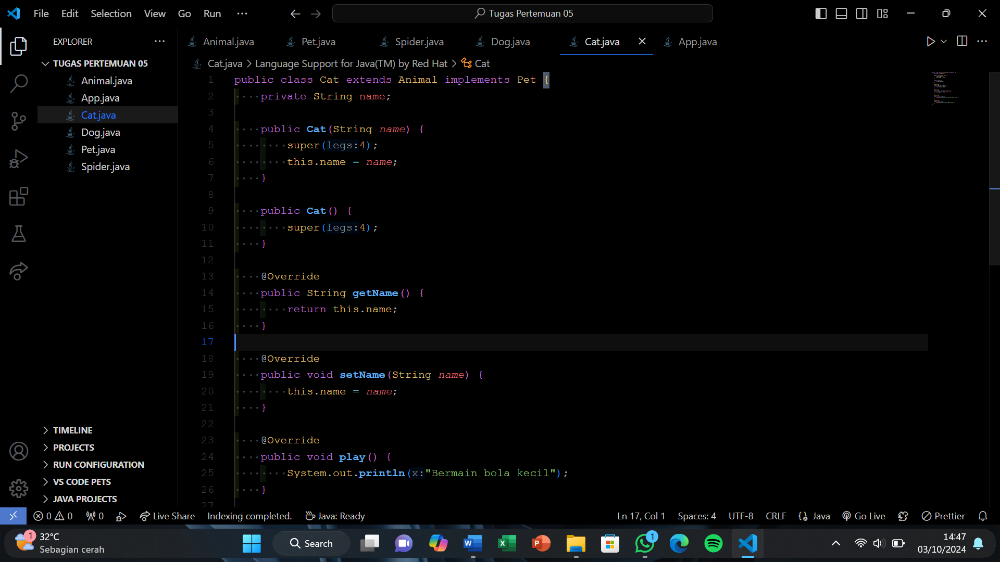 File Edit Selection View Go Run ··· Tugas Pertemuan 05
EXPLORER ···
TUGAS PERTEMUAN 05
Animal.java
App.java
Cat.java
Dog.java
Pet.java
Spider.java
TIMELINE
PROJECTS
RUN CONFIGURATION
VS CODE PETS
JAVA PROJECTS
Animal.java Pet.java Spider.java Dog.java Cat.java App.java
Cat.java > Language Support for Java(TM) by Red Hat > Cat
1 public class Cat extends Animal implements Pet {
2 private String name;
3
4 public Cat(String name) {
5 super(legs:4);
6 this.name = name;
7 }
8
9 public Cat() {
10 super(legs:4);
11 }
12
13 @Override
14 public String getName() {
15 return this.name;
16 }
17
18 @Override
19 public void setName(String name) {
20 this.name = name;
21 }
22
23 @Override
24 public void play() {
25 System.out.println(x:"Bermain bola kecil");
26 }
27
0 0 0 Live Share Indexing completed. Java: Ready Ln 17, Col 1 Spaces: 4 UTF-8 CRLF Java Go Live Prettier
1 32°C
Sebagian cerah
Search
1
14:47
03/10/2024